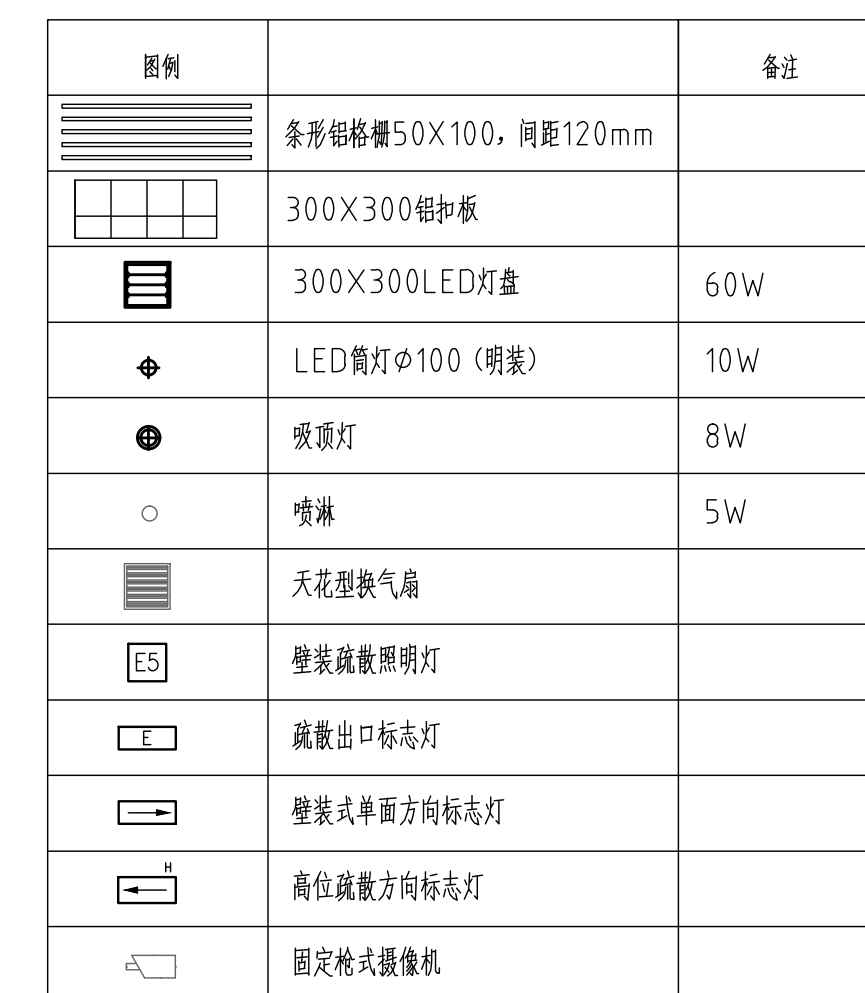 图例 备注
条形铝格栅50X100，间距120mm
300X300铝扣板
300X300LED灯盘 60W
LED筒灯Φ100（明装） 10W
吸顶灯 8W
喷淋 5W
天花型换气扇
E5 壁装疏散照明灯
E 疏散出口标志灯
壁装式单面方向标志灯
H 高位疏散方向标志灯
固定枪式摄像机